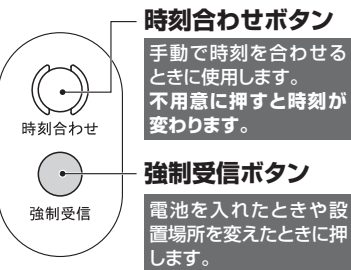 時刻合わせボタン
手動で時刻を合わせる
ときに使用します。
不用意に押すと時刻が
変わります。
時刻合わせ
強制受信ボタン
電池を入れたときや設
置場所を変えたときに押
します。
強制受信